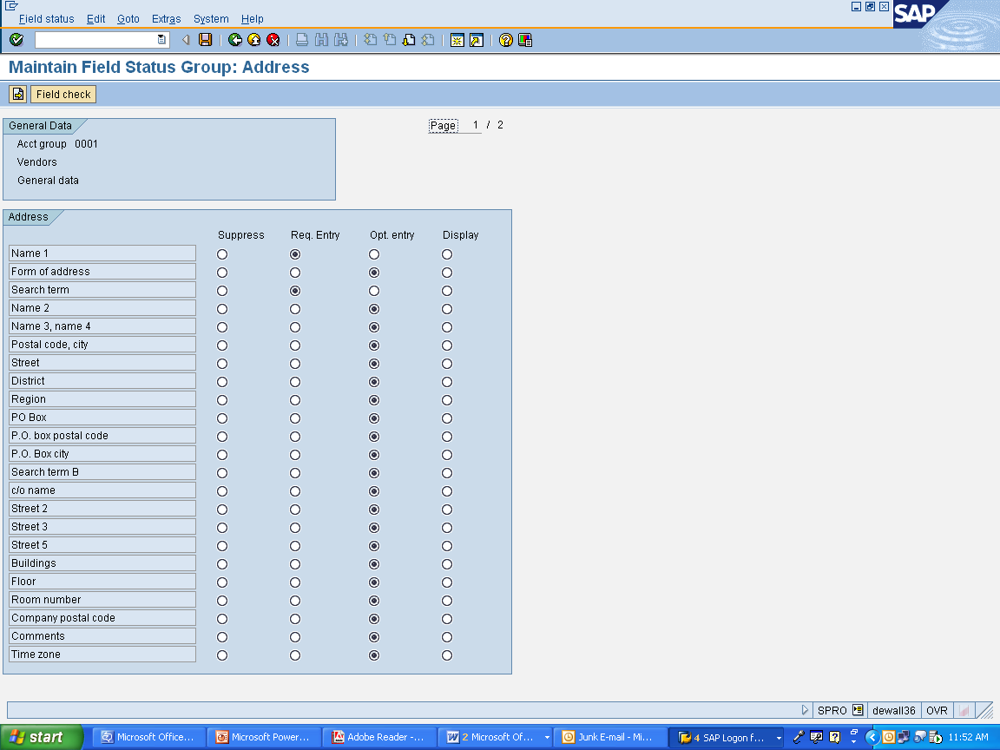 Field status Edit Goto Extras System Help
SAP
Maintain Field Status Group: Address
Field check
General Data
Page 1 / 2
Acct group 0001
Vendors
General data
Address
Suppress Req. Entry Opt. entry Display
Name 1
Form of address
Search term
Name 2
Name 3, name 4
Postal code, city
Street
District
Region
PO Box
P.O. box postal code
P.O. Box city
Search term B
c/o name
Street 2
Street 3
Street 5
Buildings
Floor
Room number
Company postal code
Comments
Time zone
SPRO dewall36 OVR
start Microsoft Office... Microsoft Power... Adobe Reader -... 2 Microsoft Of... Junk E-mail - Mi... 4 SAP Logon f... 11:52 AM